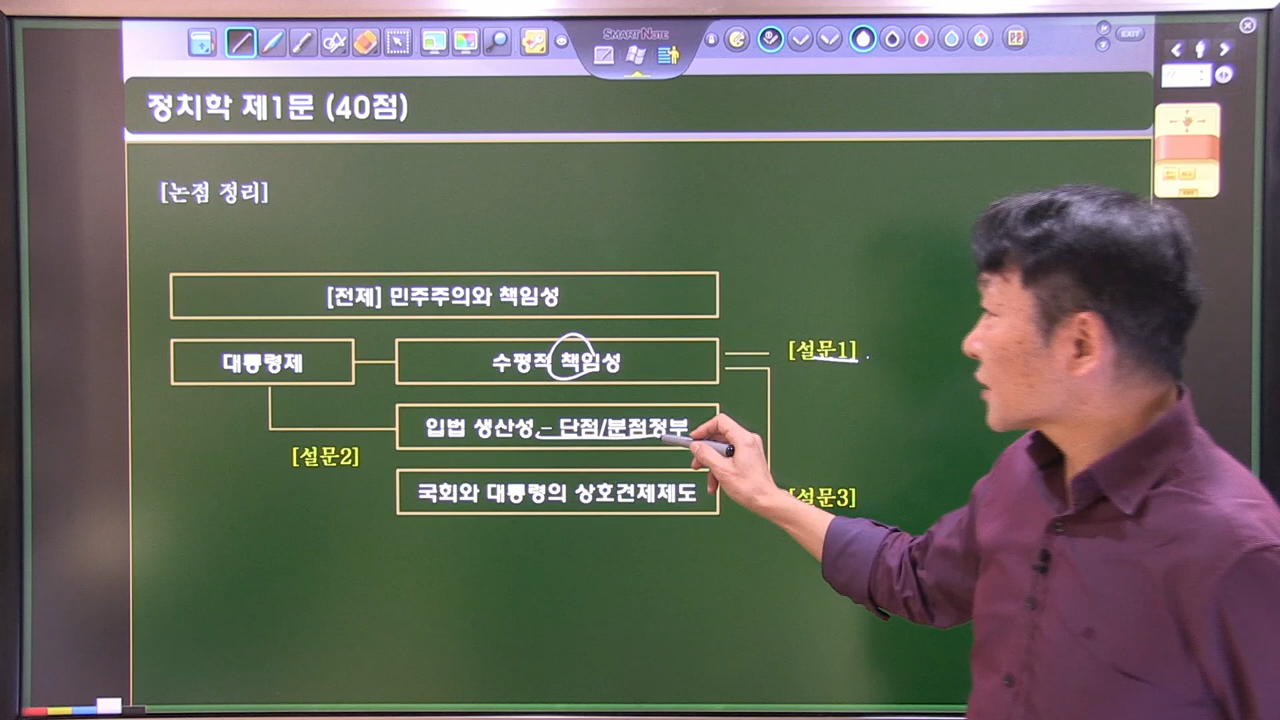 SMART NOTE
EXIT
정치학 제1문 (40점)
[논점 정리]
[전제] 민주주의와 책임성
대통령제
수평적 책임성
[설문1]
입법 생산성 – 단점/분점정부
[설문2]
국회와 대통령의 상호견제제도
[설문3]